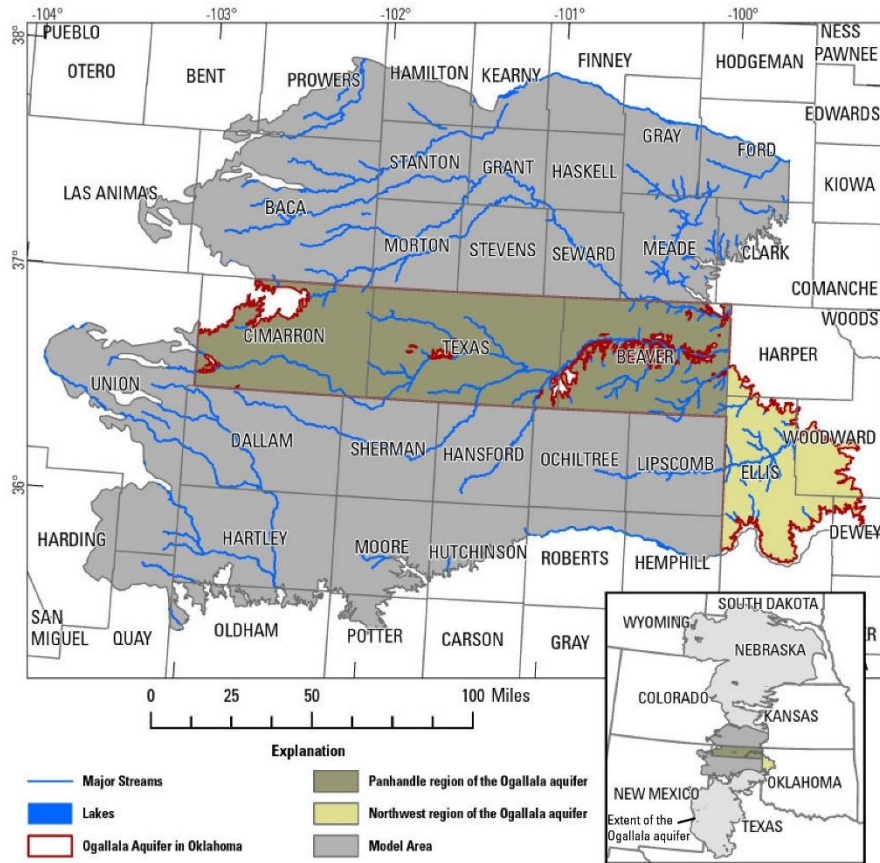 -104°
-103°
-102°
-101°
-100°
38°
37°
36°
PUEBLO
NESS
PAWNEE
FINNEY
HODGEMAN
OTERO
BENT
PROWERS
HAMILTON
KEARNY
EDWARDS
GRAY
FORD
STANTON
GRANT
HASKELL
KIOWA
LAS ANIMAS
BACA
MORTON
STEVENS
SEWARD
MEADE
CLARK
COMANCHE
WOODS
CIMARRON
TEXAS
BEAVER
HARPER
UNION
DALLAM
SHERMAN
HANSFORD
OCHILTREE
LIPSCOMB
ELLIS
WOODWARD
HARDING
HARTLEY
MOORE
HUTCHINSON
ROBERTS
HEMPHILL
DEWEY
SAN
MIGUEL
QUAY
OLDHAM
POTTER
CARSON
GRAY
0 25 50 100 Miles
Explanation
Major Streams
Lakes
Ogallala Aquifer in Oklahoma
Panhandle region of the Ogallala aquifer
Northwest region of the Ogallala aquifer
Model Area
SOUTH DAKOTA
WYOMING
NEBRASKA
COLORADO
KANSAS
OKLAHOMA
NEW MEXICO
TEXAS
Extent of the
Ogallala aquifer